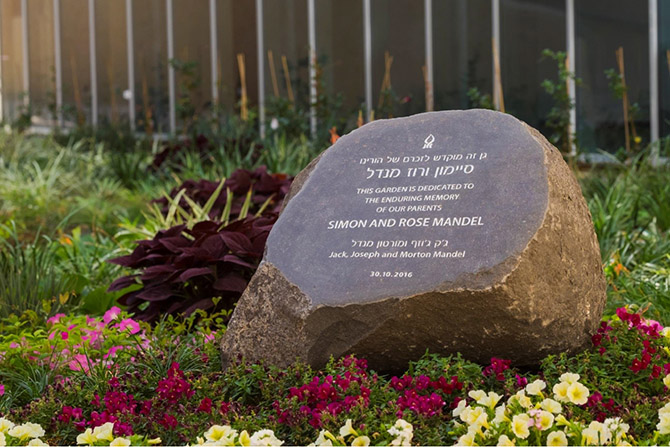 גן זה מוקדש לזכרם של הורינו
סיימון ורוז מנדל
THIS GARDEN IS DEDICATED TO
THE ENDURING MEMORY
OF OUR PARENTS
SIMON AND ROSE MANDEL
ג׳ק ג׳וזף ומורטון מנדל
Jack, Joseph and Morton Mandel
30.10.2016